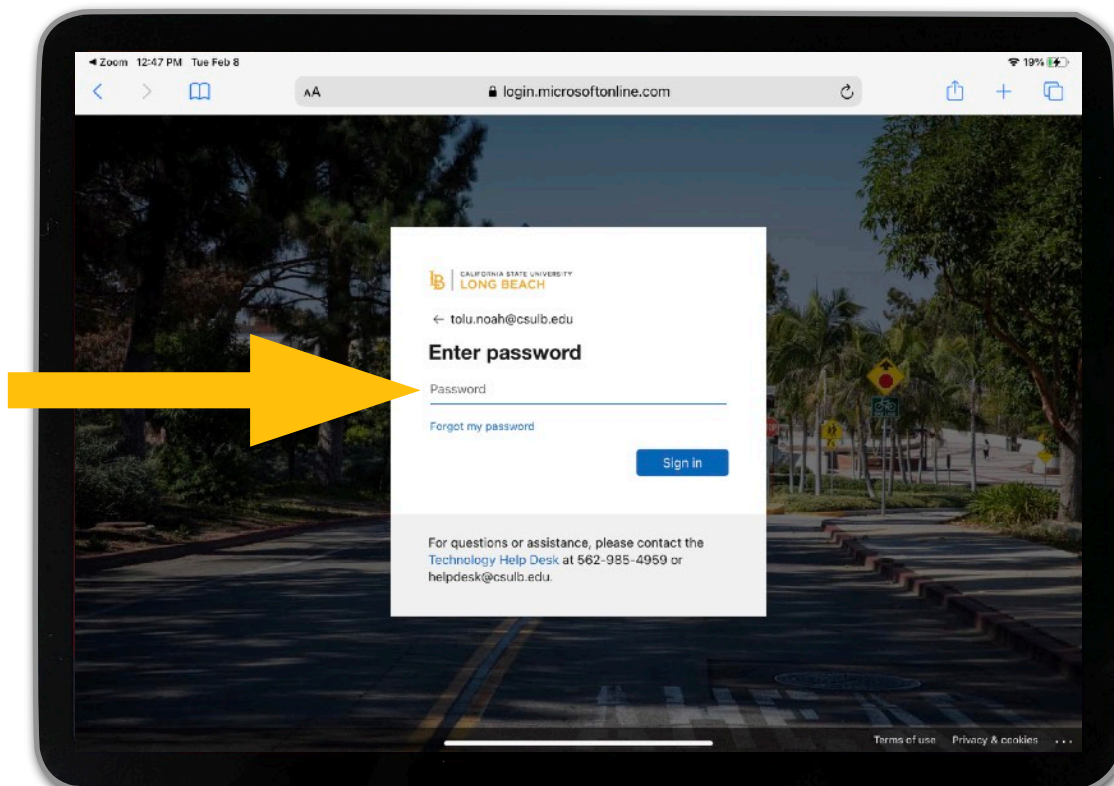 ◀ Zoom 12:47 PM Tue Feb 8
19%
AA
login.microsoftonline.com
LB
CALIFORNIA STATE UNIVERSITY
LONG BEACH
← tolu.noah@csulb.edu
Enter password
Password
Forgot my password
Sign in
For questions or assistance, please contact the
Technology Help Desk at 562-985-4959 or
helpdesk@csulb.edu.
Terms of use Privacy & cookies ...